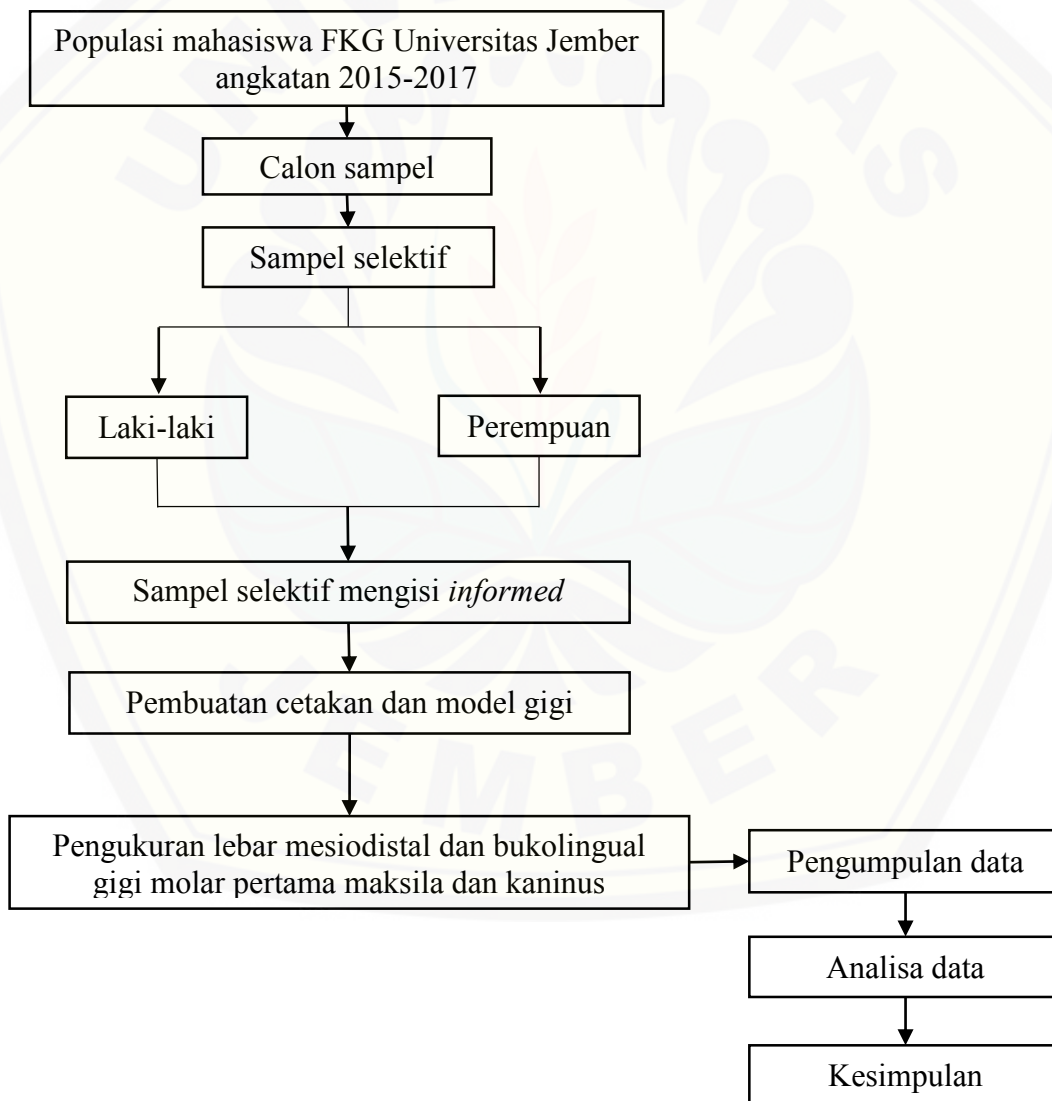 UNIVERSITAS
Populasi mahasiswa FKG Universitas Jember
angkatan 2015-2017
Calon sampel
Sampel selektif
Laki-laki
Perempuan
Sampel selektif mengisi informed
Pembuatan cetakan dan model gigi
JEMBER
Pengukuran lebar mesiodistal dan bukolingual
gigi molar pertama maksila dan kaninus
Pengumpulan data
Analisa data
Kesimpulan